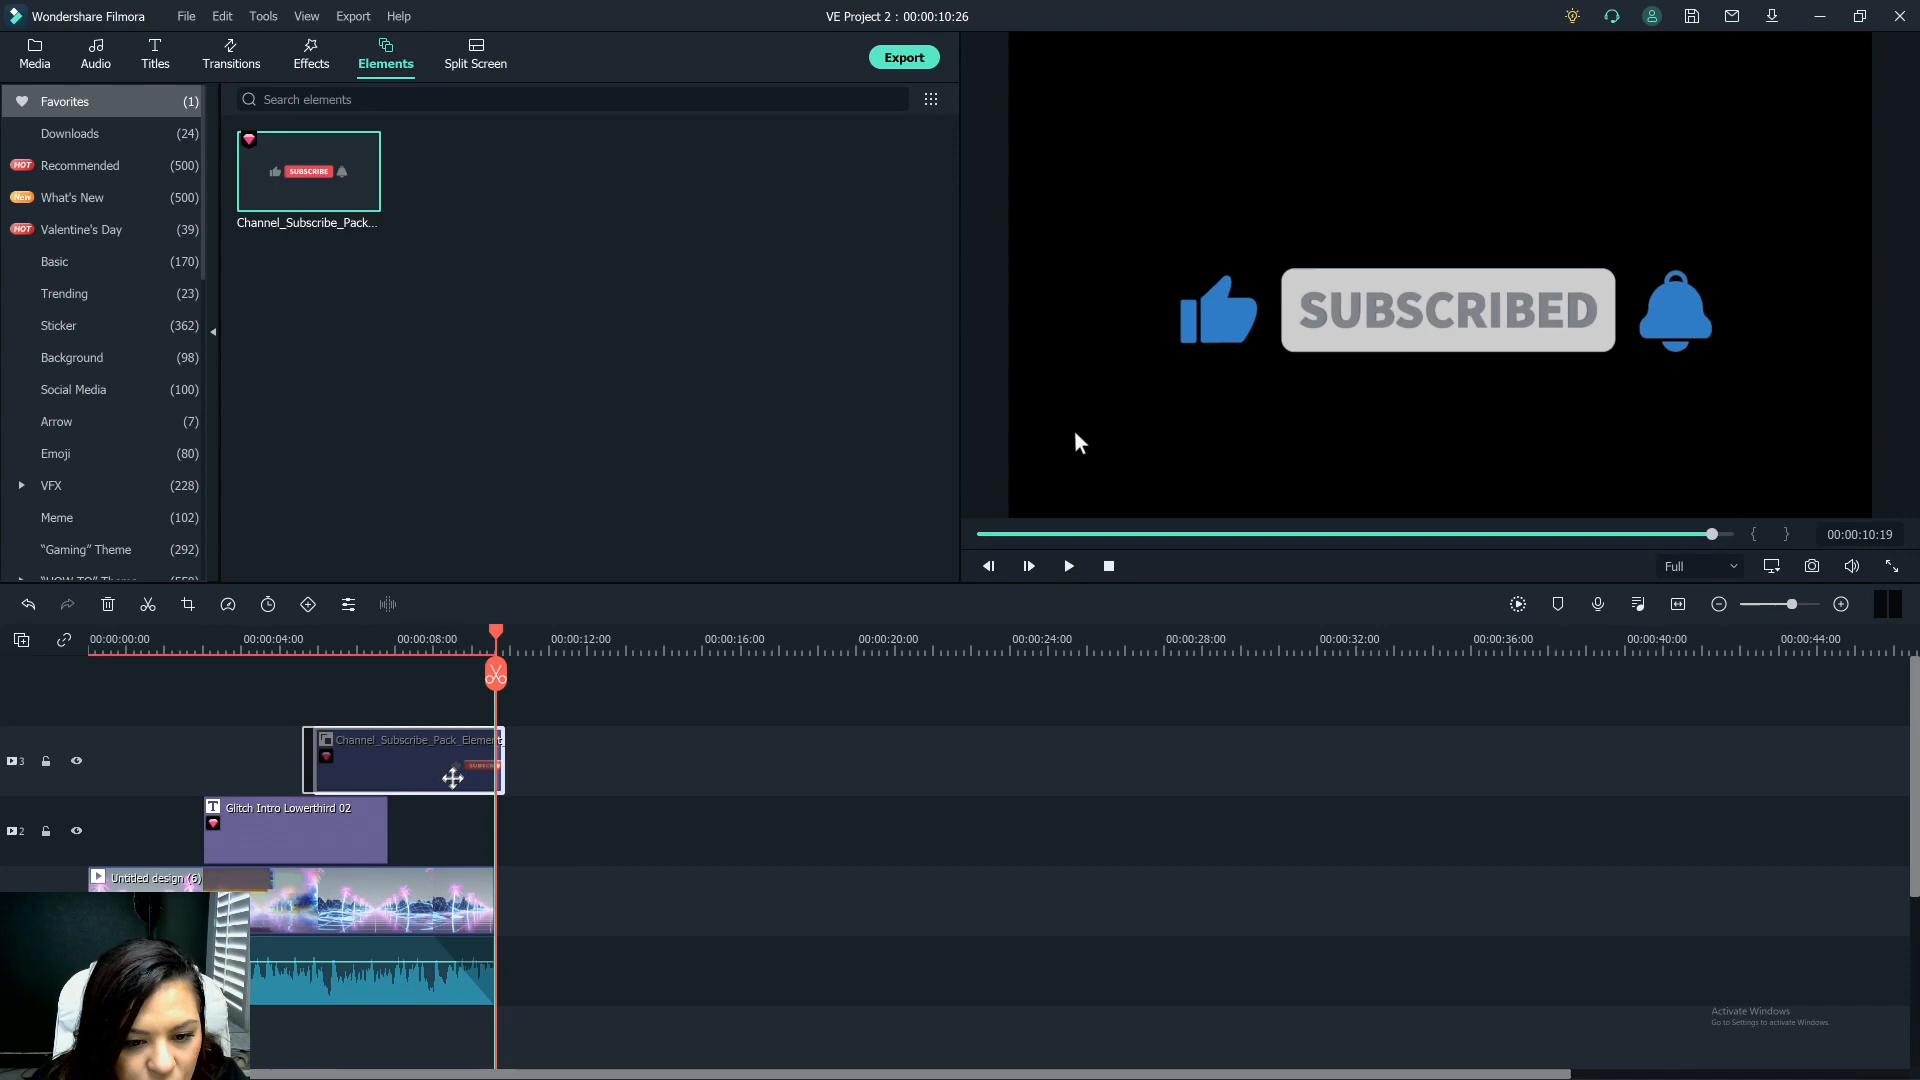 Wondershare Filmora
File
Edit
Tools
View
Export
Help
VE Project 2 : 00:00:10:26
Media
Audio
Titles
Transitions
Effects
Elements
Split Screen
Export
Favorites (1)
Downloads (24)
HOT Recommended (500)
New What's New (500)
HOT Valentine's Day (39)
Basic (170)
Trending (23)
Sticker (362)
Background (98)
Social Media (100)
Arrow (7)
Emoji (80)
VFX (228)
Meme (102)
"Gaming" Theme (292)
Search elements
SUBSCRIBE
Channel_Subscribe_Pack...
SUBSCRIBED
{ }
00:00:10:19
Full
00:00:00:00
00:00:04:00
00:00:08:00
00:00:12:00
00:00:16:00
00:00:20:00
00:00:24:00
00:00:28:00
00:00:32:00
00:00:36:00
00:00:40:00
00:00:44:00
3
Channel_Subscribe_Pack_Element
2
T Glitch Intro Lowerthird 02
Untitled design (6)
Activate Windows
Go to Settings to activate Windows.